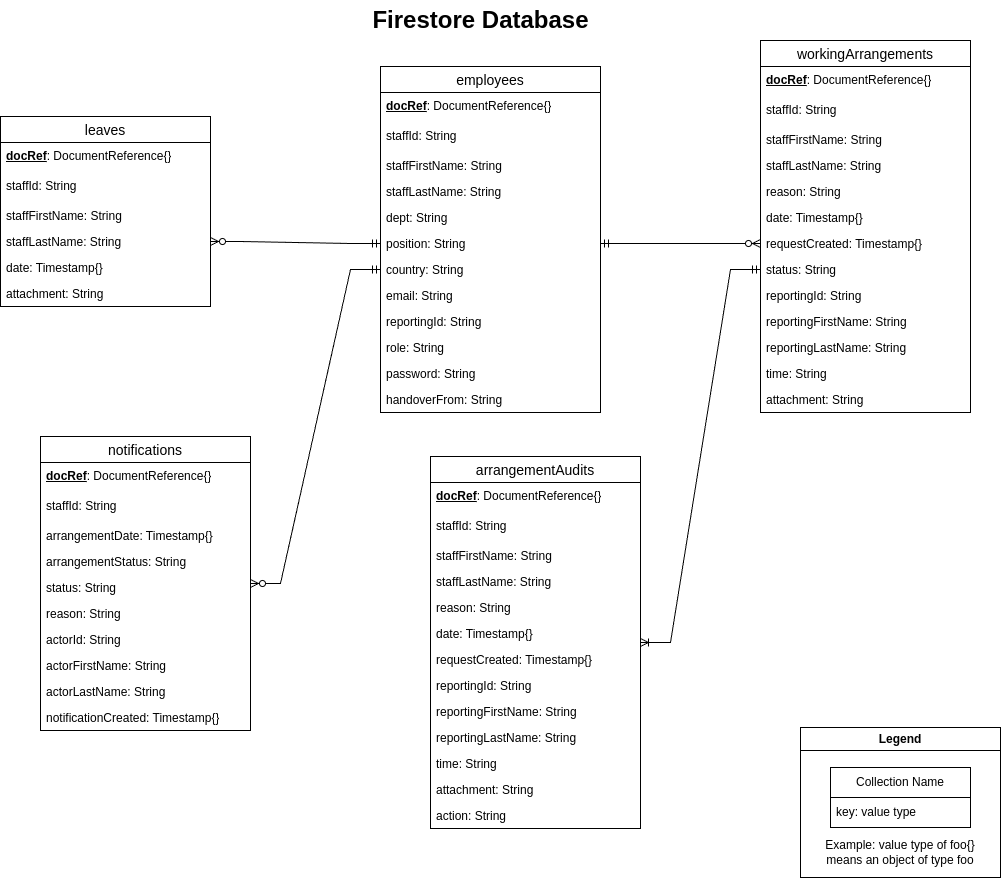 Firestore Database
leaves
docRef: DocumentReference{}
staffId: String
staffFirstName: String
staffLastName: String
date: Timestamp{}
attachment: String
employees
docRef: DocumentReference{}
staffId: String
staffFirstName: String
staffLastName: String
dept: String
position: String
country: String
email: String
reportingId: String
role: String
password: String
handoverFrom: String
workingArrangements
docRef: DocumentReference{}
staffId: String
staffFirstName: String
staffLastName: String
reason: String
date: Timestamp{}
requestCreated: Timestamp{}
status: String
reportingId: String
reportingFirstName: String
reportingLastName: String
time: String
attachment: String
notifications
docRef: DocumentReference{}
staffId: String
arrangementDate: Timestamp{}
arrangementStatus: String
status: String
reason: String
actorId: String
actorFirstName: String
actorLastName: String
notificationCreated: Timestamp{}
arrangementAudits
docRef: DocumentReference{}
staffId: String
staffFirstName: String
staffLastName: String
reason: String
date: Timestamp{}
requestCreated: Timestamp{}
reportingId: String
reportingFirstName: String
reportingLastName: String
time: String
attachment: String
action: String
Legend
Collection Name
key: value type
Example: value type of foo{}
means an object of type foo